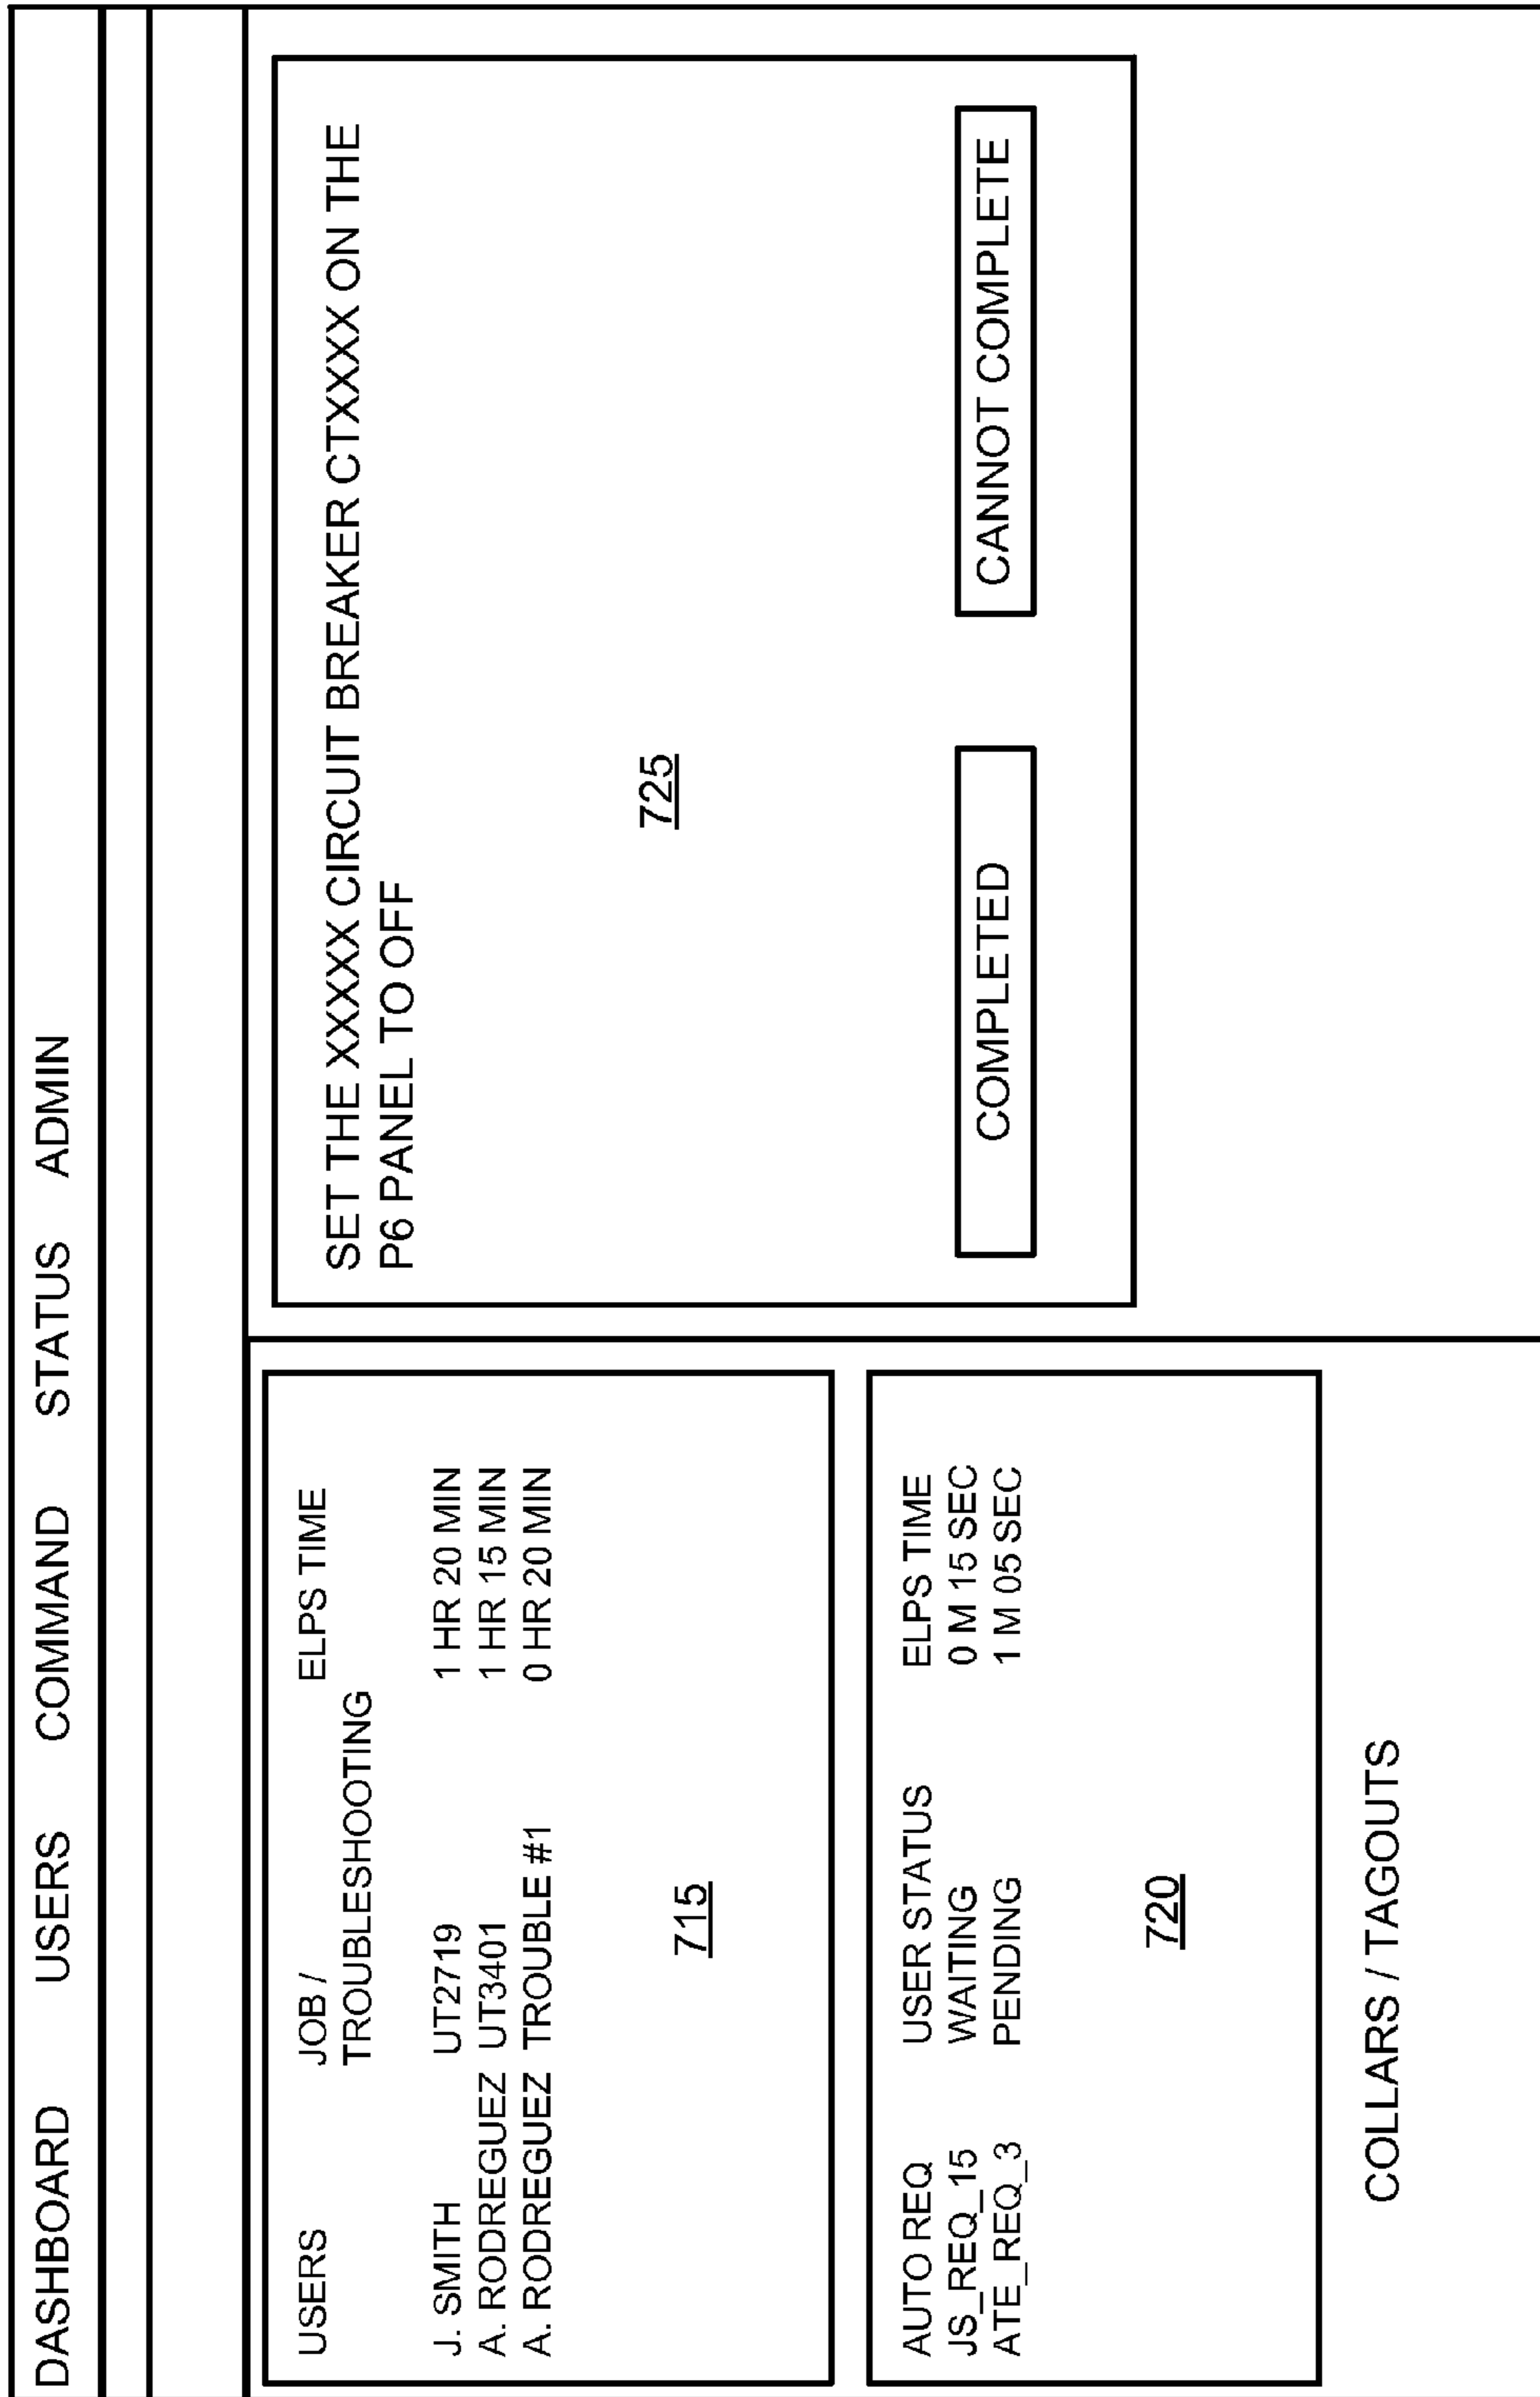 DASHBOARD USERS COMMAND STATUS ADMIN
USERS JOB / ELPS TIME
TROUBLESHOOTING
J. SMITH UT2719 1 HR 20 MIN
A. RODREGUEZ UT3401 1 HR 15 MIN
A. RODREGUEZ TROUBLE #1 0 HR 20 MIN
715
AUTO REQ USER STATUS ELPS TIME
JS_REQ_15 WAITING 0 M 15 SEC
ATE_REQ_3 PENDING 1 M 05 SEC
720
COLLARS / TAGOUTS
SET THE XXXXX CIRCUIT BREAKER CTXXXX ON THE
P6 PANEL TO OFF
725
COMPLETED CANNOT COMPLETE